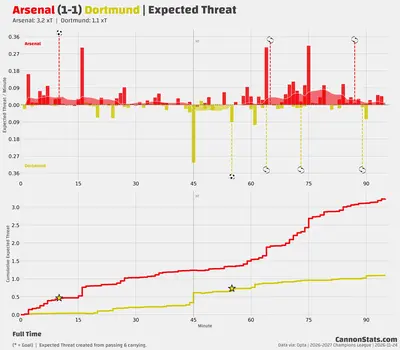 Arsenal (1-1) Dortmund | Expected Threat
Arsenal: 3.2 xT | Dortmund: 1.1 xT
0.36
0.27
0.18
0.09
0
0.09
0.18
0.27
0.36
Expected Threat / Minute
Arsenal
HT
Dortmund
0
15
30
45
60
75
90
3.0
2.5
2.0
1.5
1.0
0.5
0.0
Cumulative Expected Threat
HT
0
15
30
45
60
75
90
Minute
Full Time
(* = Goal) | Expected Threat created from passing & carrying.
CannonStats.com
Data via: Opta | 2026-2027 Champions League | 2026-11-24